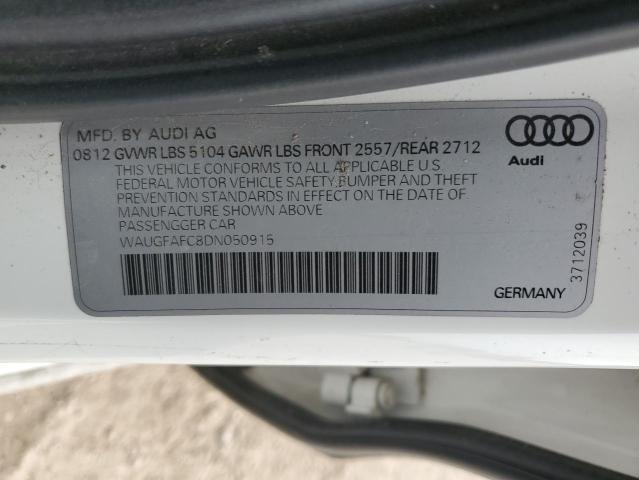 MFD. BY AUDI AG
0812 GVWR LBS 5104 GAWR LBS FRONT 2557/REAR 2712
THIS VEHICLE CONFORMS TO ALL APPLICABLE U S
FEDERAL MOTOR VEHICLE SAFETY,BUMPER AND THEFT
PREVENTION STANDARDS IN EFFECT ON THE DATE OF
MANUFACTURE SHOWN ABOVE
PASSENGGER CAR
WAUGFAFC8DN050915
Audi
3712039
GERMANY